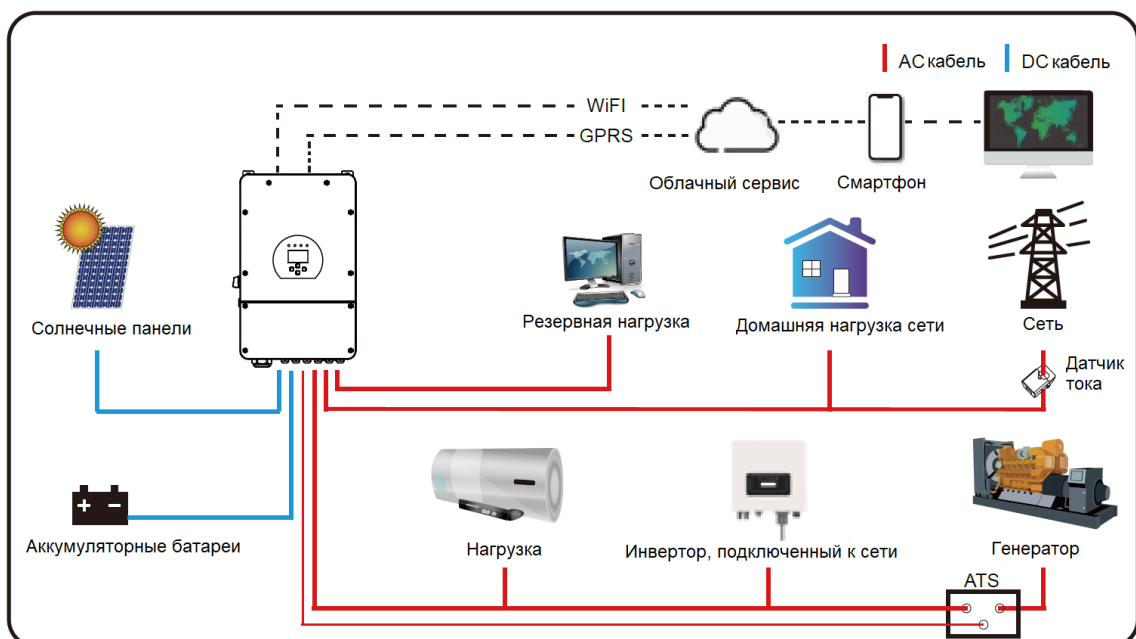 AC кабель
DC кабель
WiFI
GPRS
Облачный сервис
Смартфон
Солнечные панели
Резервная нагрузка
Домашняя нагрузка сети
Сеть
Датчик
тока
+ −
Аккумуляторные батареи
Нагрузка
Инвертор, подключенный к сети
Генератор
ATS